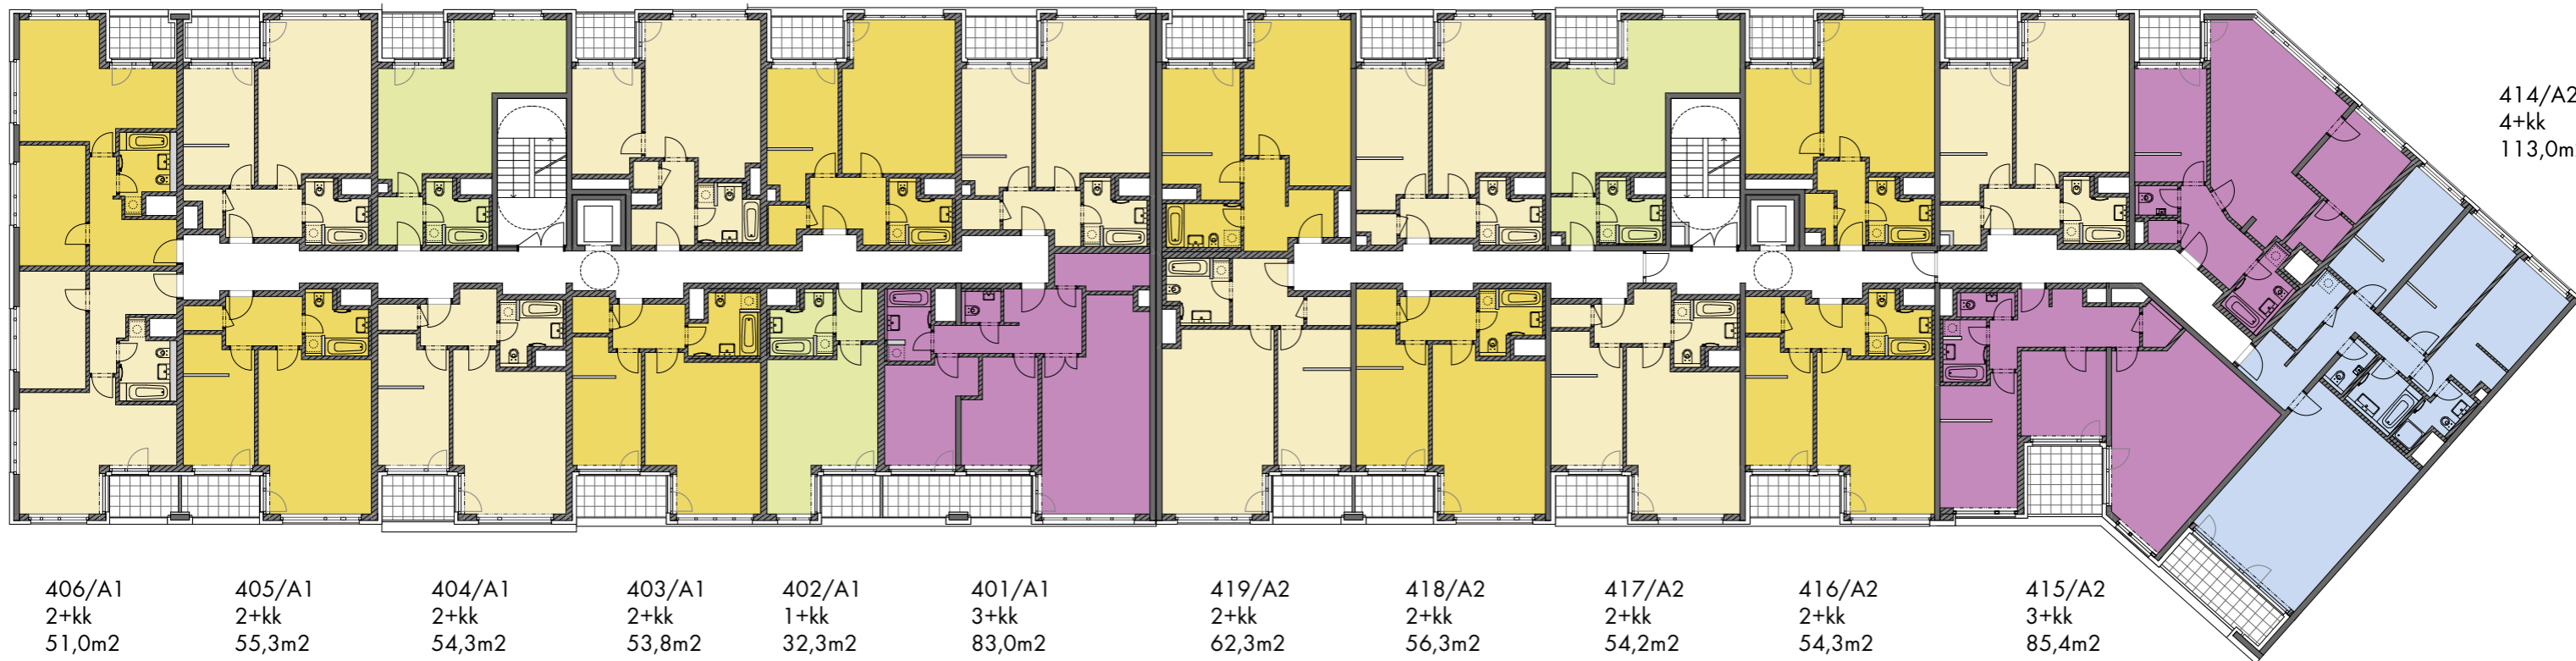 414/A2
4+kk
113,0m
406/A1
2+kk
51,0m2
405/A1
2+kk
55,3m2
404/A1
2+kk
54,3m2
403/A1
2+kk
53,8m2
402/A1
1+kk
32,3m2
401/A1
3+kk
83,0m2
419/A2
2+kk
62,3m2
418/A2
2+kk
56,3m2
417/A2
2+kk
54,2m2
416/A2
2+kk
54,3m2
415/A2
3+kk
85,4m2